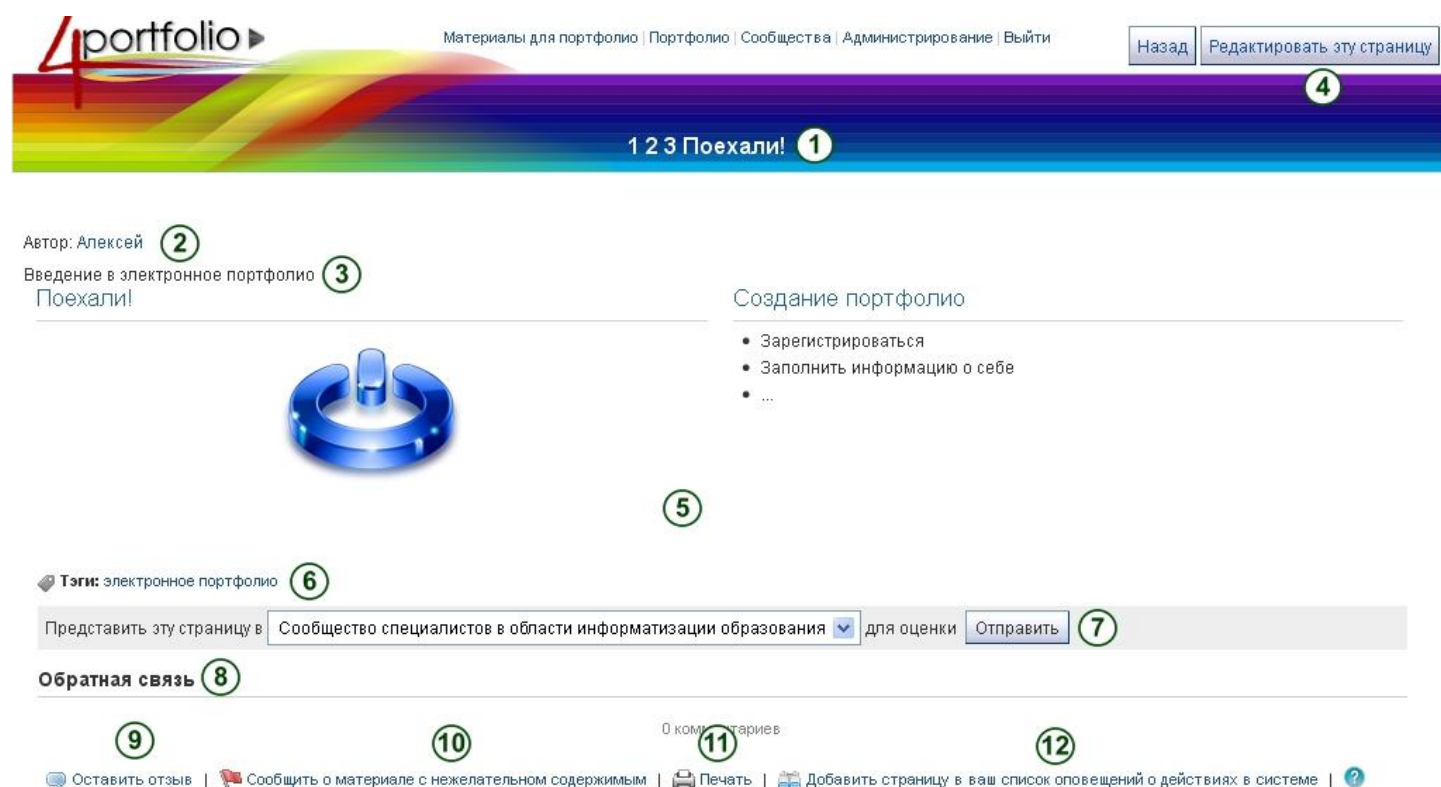 4portfolio
Материалы для портфолио | Портфолио | Сообщества | Администрирование | Выйти
Назад
Редактировать эту страницу
4
1 2 3 Поехали! 1
Автор: Алексей 2
Введение в электронное портфолио 3
Поехали!
Создание портфолио
• Зарегистрироваться
• Заполнить информацию о себе
• ...
5
Тэги: электронное портфолио 6
Представить эту страницу в Сообщество специалистов в области информатизации образования для оценки Отправить 7
Обратная связь 8
0 комментариев
9 10 11 12
Оставить отзыв | Сообщить о материале с нежелательном содержимым | Печать | Добавить страницу в ваш список оповещений о действиях в системе | ?